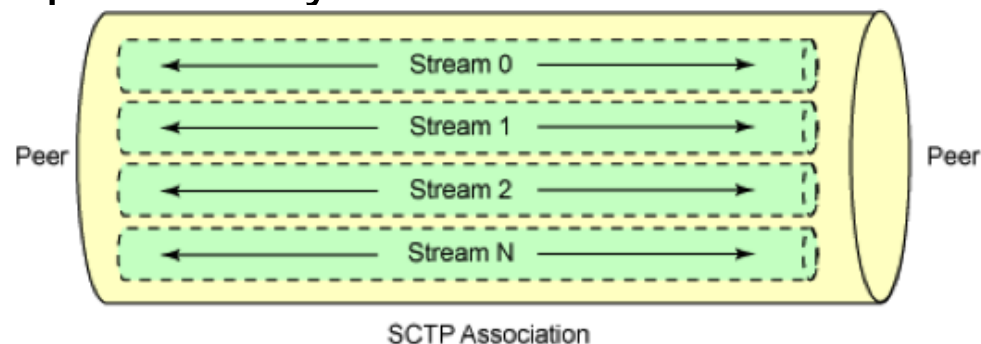 Stream 0
Stream 1
Peer
Peer
Stream 2
Stream N
SCTP Association